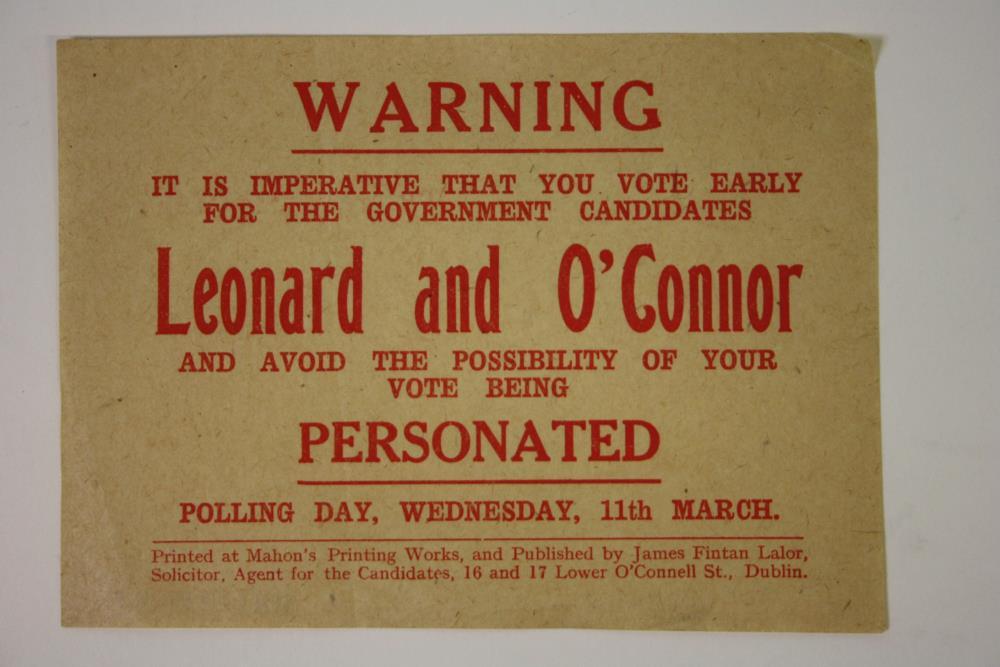 WARNING
IT IS IMPERATIVE THAT YOU VOTE EARLY
FOR THE GOVERNMENT CANDIDATES
Leonard and O'Connor
AND AVOID THE POSSIBILITY OF YOUR
VOTE BEING
PERSONATED
POLLING DAY, WEDNESDAY, 11th MARCH.
Printed at Mahon's Printing Works, and Published by James Fintan Lalor,
Solicitor, Agent for the Candidates, 16 and 17 Lower O'Connell St., Dublin.